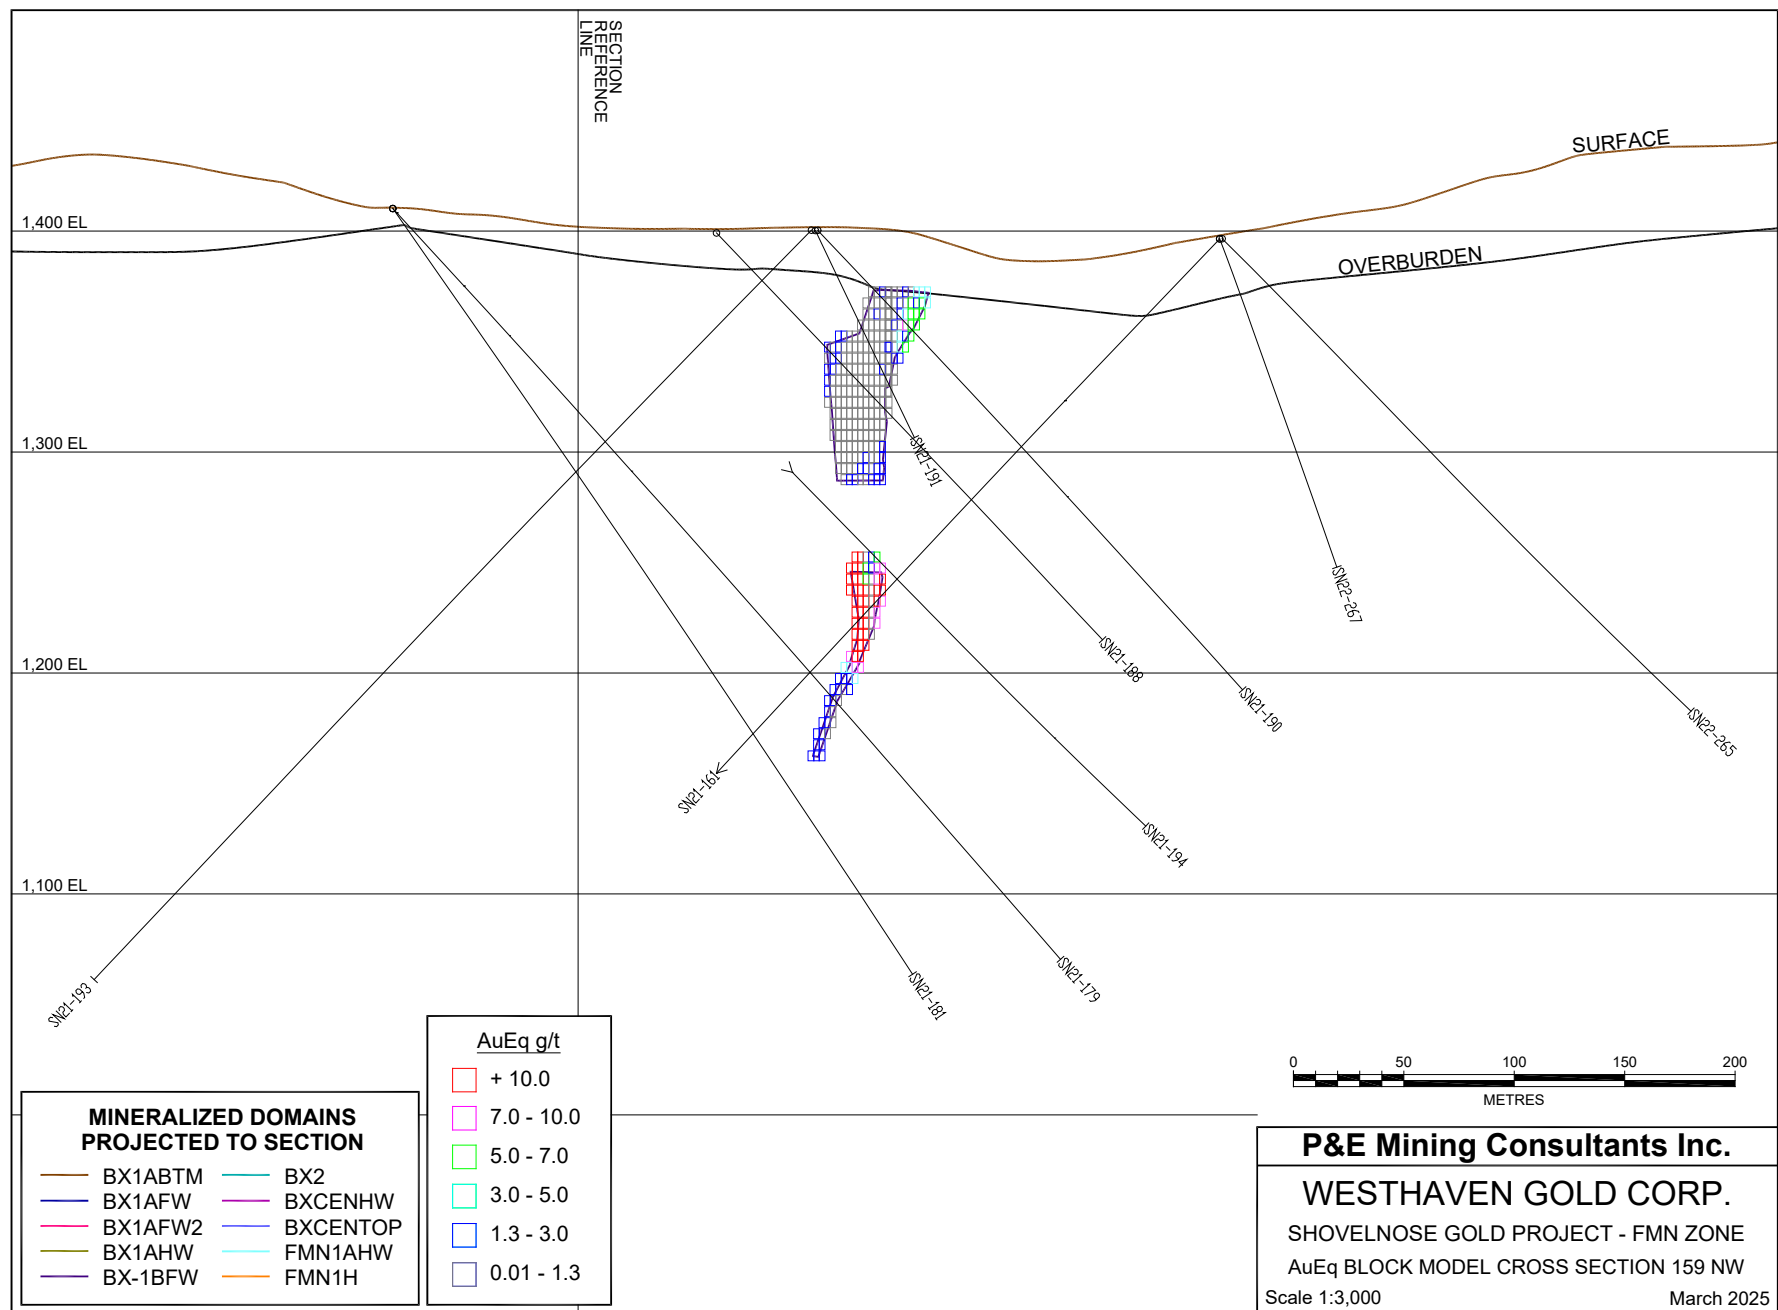 SECTION
REFERENCE
LINE
SURFACE
1,400 EL
OVERBURDEN
1,300 EL
SN21-191
SN22-267
SN21-188
1,200 EL
SN21-190
SN22-265
SN21-161
SN21-194
1,100 EL
SN21-193
SN21-181
SN21-179
AuEq g/t
+ 10.0
7.0 - 10.0
5.0 - 7.0
3.0 - 5.0
1.3 - 3.0
0.01 - 1.3
MINERALIZED DOMAINS
PROJECTED TO SECTION
BX1ABTM BX2
BX1AFW BXCENHW
BX1AFW2 BXCENTOP
BX1AHW FMN1AHW
BX-1BFW FMN1H
0 50 100 150 200
METRES
P&E Mining Consultants Inc.
WESTHAVEN GOLD CORP.
SHOVELNOSE GOLD PROJECT - FMN ZONE
AuEq BLOCK MODEL CROSS SECTION 159 NW
Scale 1:3,000 March 2025